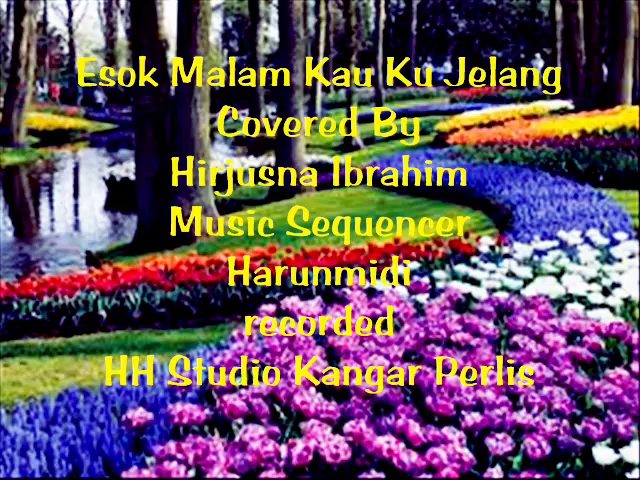 Esok Malam Kau Ku Jelang
Covered By
Hirjusna Ibrahim
Music Sequencer
Harunmidi
recorded
HH Studio Kangar Perlis